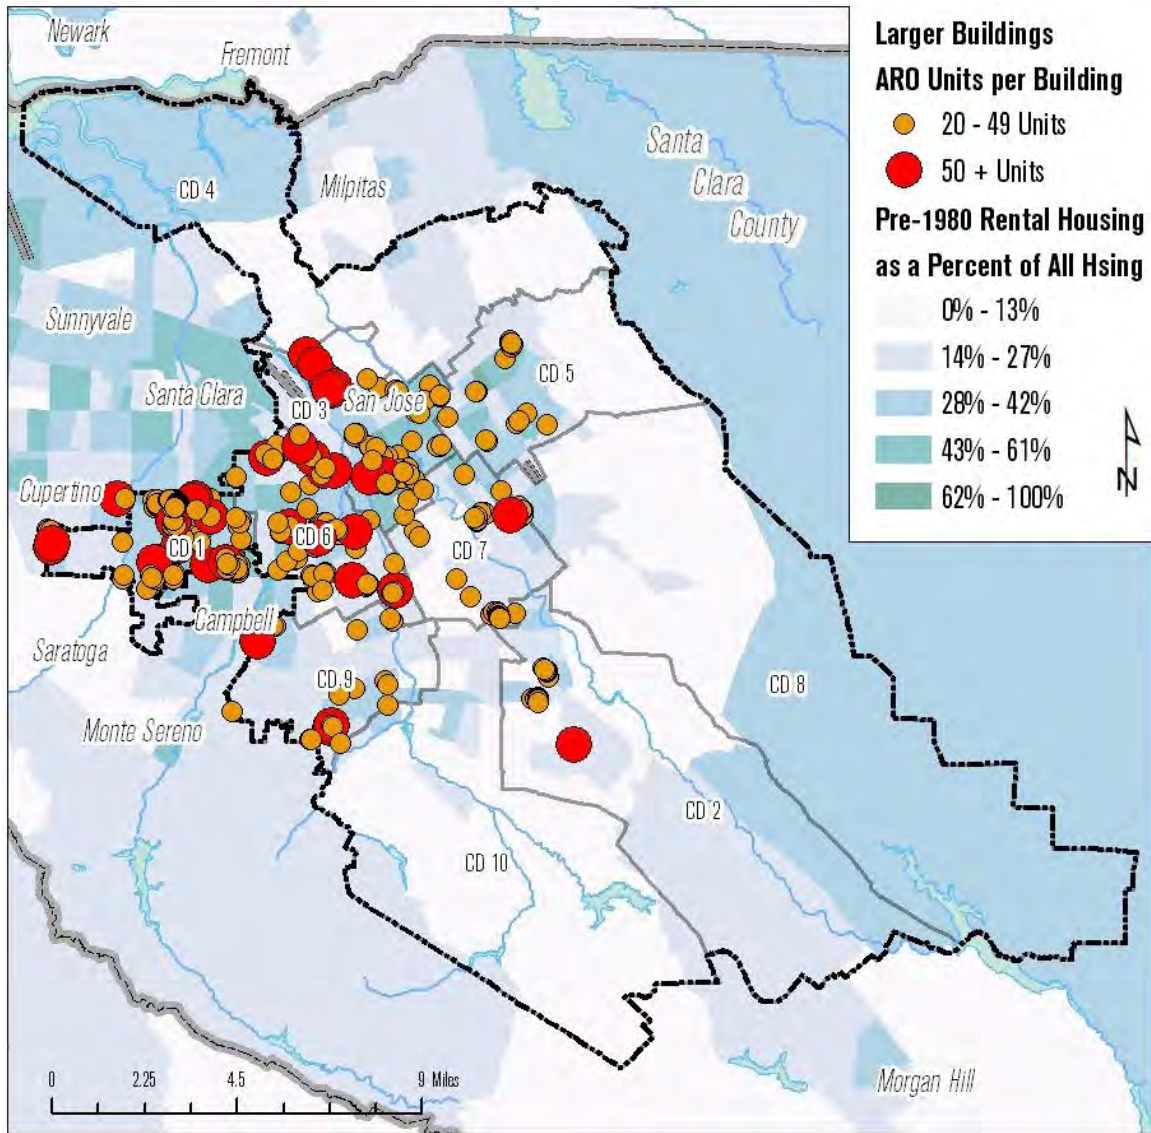 Newark
Fremont
Larger Buildings
ARO Units per Building
20 - 49 Units
50 + Units
Pre-1980 Rental Housing
as a Percent of All Hsing
0% - 13%
14% - 27%
28% - 42%
43% - 61%
62% - 100%
N
Santa
Clara
County
CD 4
Milpitas
Sunnyvale
Santa Clara
CD 3
San Jose
CD 5
Cupertino
CD 1
CD 6
CD 7
Campbell
Saratoga
CD 9
CD 8
Monte Sereno
CD 2
CD 10
Morgan Hill
0 2.25 4.5 9 Miles